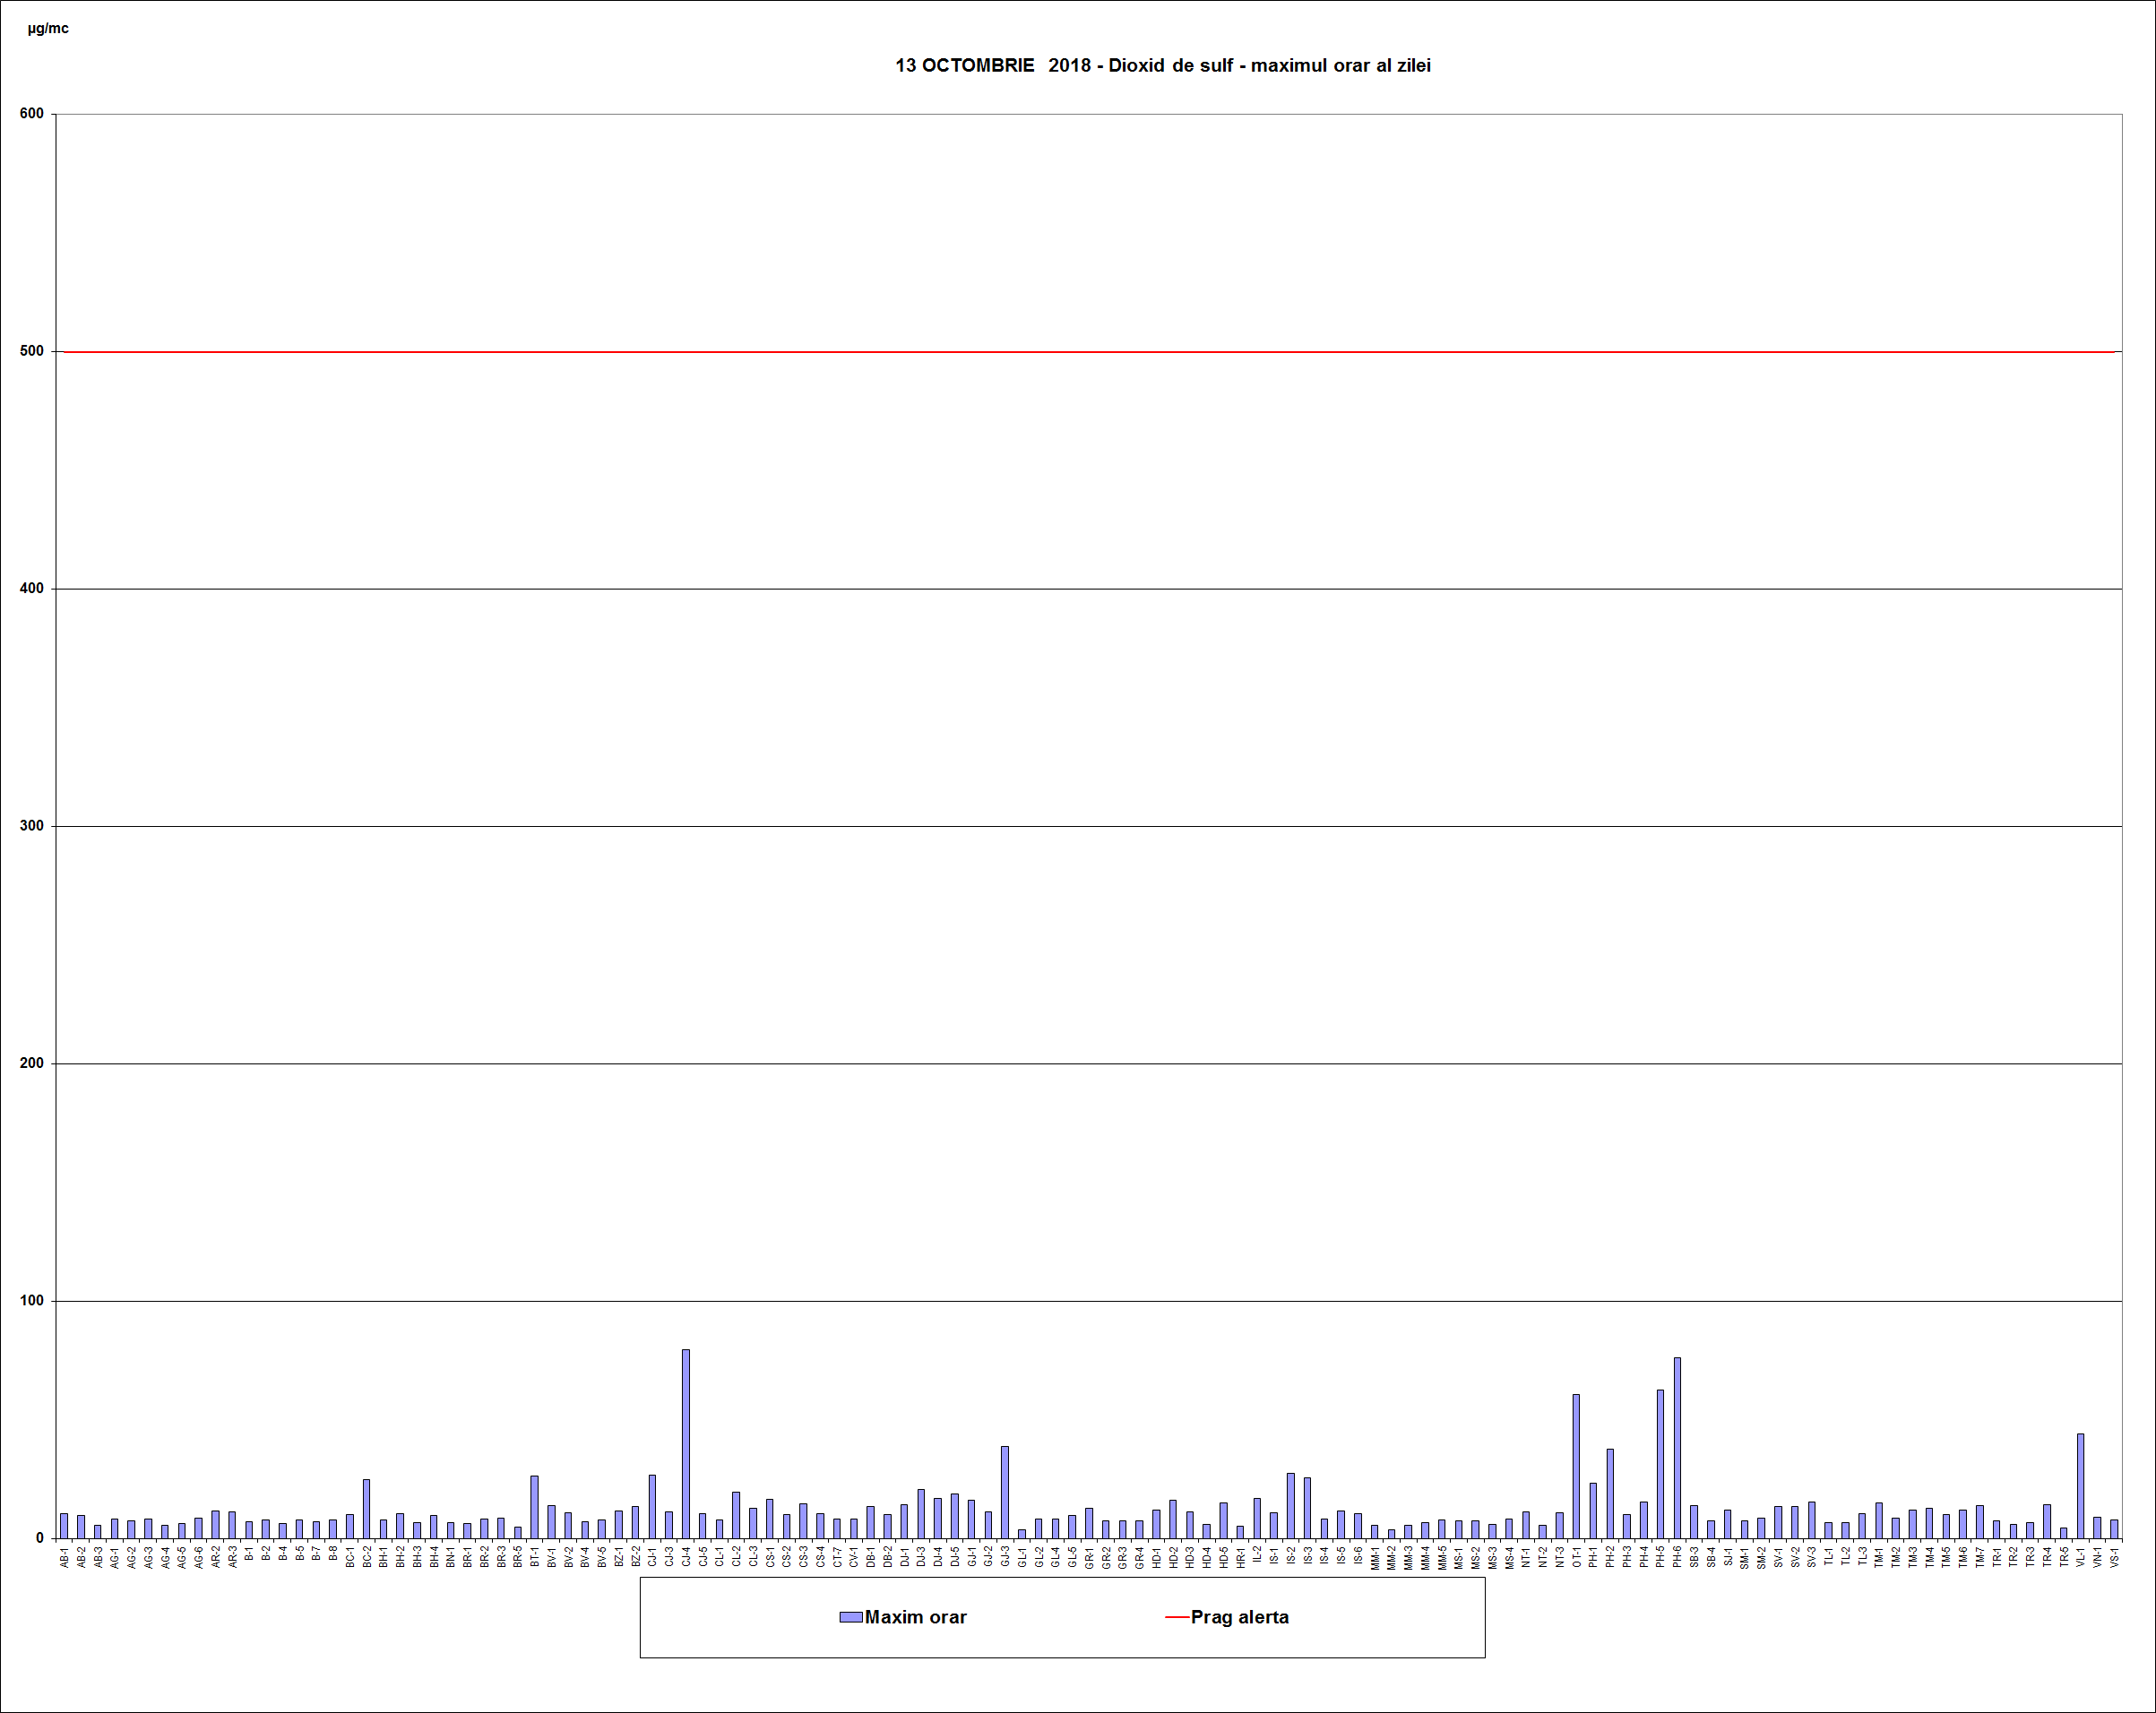 µg/mc
13 OCTOMBRIE 2018 - Dioxid de sulf - maximul orar al zilei
600
500
400
300
200
100
0
AB-1 AB-2 AB-3 AG-1 AG-2 AG-3 AG-4 AG-5 AG-6 AR-2 AR-3 B-1 B-2 B-4 B-5 B-7 B-8 BC-1 BC-2 BH-1 BH-2 BH-3 BH-4 BN-1 BR-1 BR-2 BR-3 BR-5 BT-1 BV-1 BV-2 BV-4 BV-5 BZ-1 BZ-2 CJ-1 CJ-3 CJ-4 CJ-5 CL-1 CL-2 CL-3 CS-1 CS-2 CS-3 CS-4 CT-7 CV-1 DB-1 DB-2 DJ-1 DJ-3 DJ-4 DJ-5 GJ-1 GJ-2 GJ-3 GL-1 GL-2 GL-4 GL-5 GR-1 GR-2 GR-3 GR-4 HD-1 HD-2 HD-3 HD-4 HD-5 HR-1 IL-2 IS-1 IS-2 IS-3 IS-4 IS-5 IS-6 MM-1 MM-2 MM-3 MM-4 MM-5 MS-1 MS-2 MS-3 MS-4 NT-1 NT-2 NT-3 OT-1 PH-1 PH-2 PH-3 PH-4 PH-5 PH-6 SB-3 SB-4 SJ-1 SM-1 SM-2 SV-1 SV-2 SV-3 TL-1 TL-2 TL-3 TM-1 TM-2 TM-3 TM-4 TM-5 TM-6 TM-7 TR-1 TR-2 TR-3 TR-4 TR-5 VL-1 VN-1 VS-1
Maxim orar Prag alerta